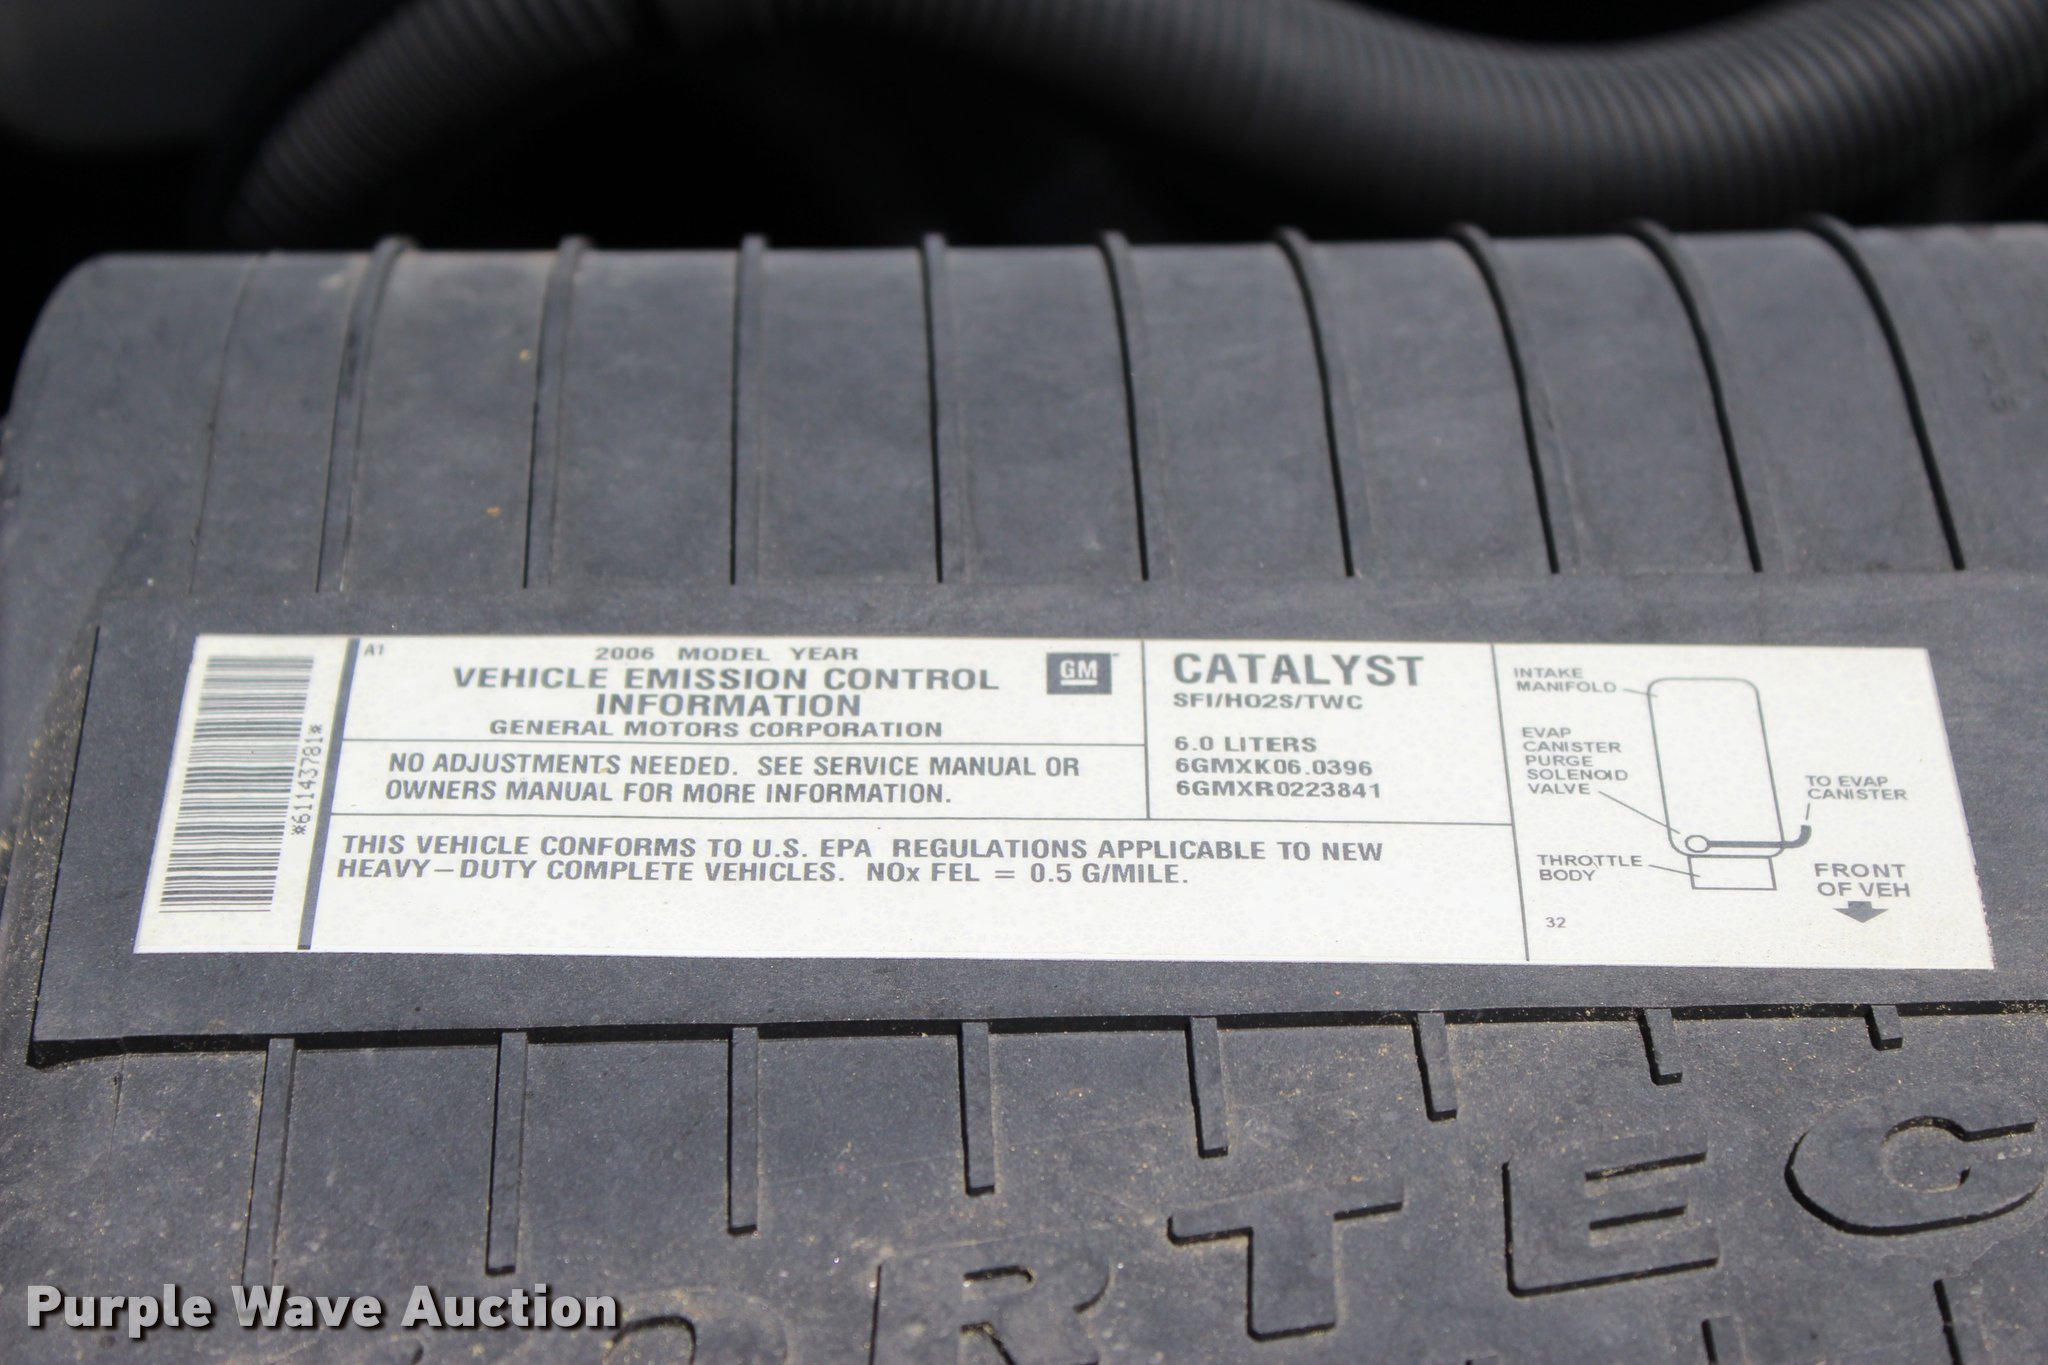 *61143781*
A1
2006 MODEL YEAR
VEHICLE EMISSION CONTROL
INFORMATION
GENERAL MOTORS CORPORATION
GM
NO ADJUSTMENTS NEEDED. SEE SERVICE MANUAL OR
OWNERS MANUAL FOR MORE INFORMATION.
THIS VEHICLE CONFORMS TO U.S. EPA REGULATIONS APPLICABLE TO NEW
HEAVY-DUTY COMPLETE VEHICLES. NOx FEL = 0.5 G/MILE.
CATALYST
SFI/HO2S/TWC
6.0 LITERS
6GMXK06.0396
6GMXR0223841
INTAKE
MANIFOLD
EVAP
CANISTER
PURGE
SOLENOID
VALVE
THROTTLE
BODY
32
TO EVAP
CANISTER
FRONT
OF VEH
ORTEC
Purple Wave Auction